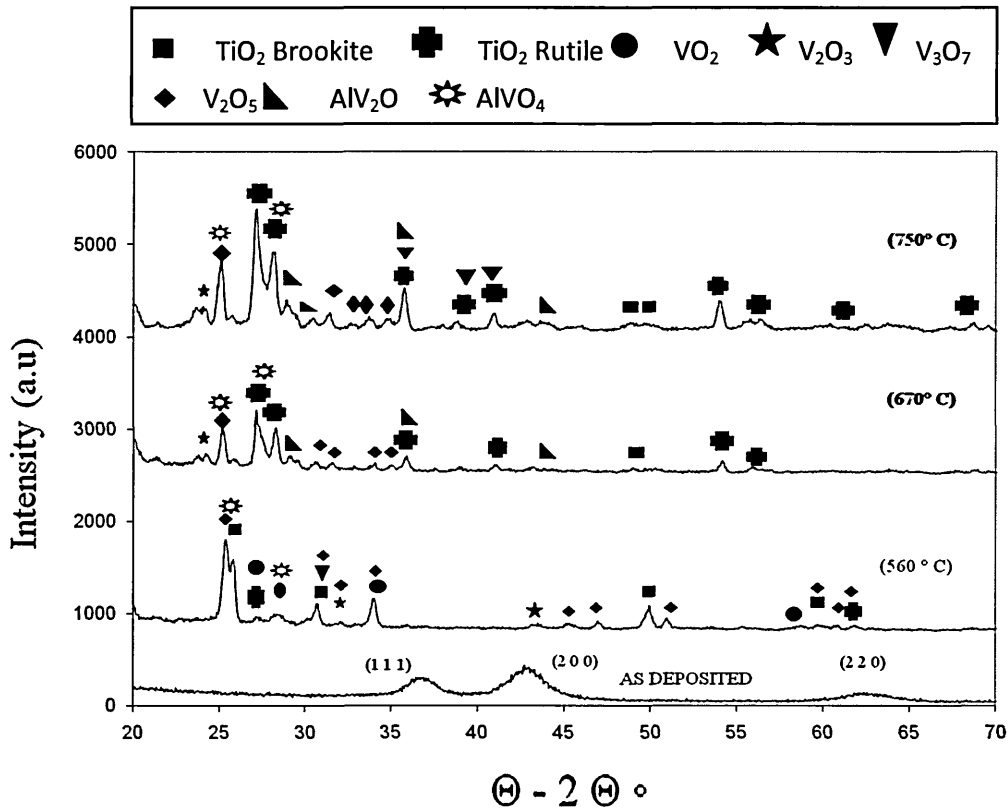 TiO₂ Brookite TiO₂ Rutile VO₂ V₂O₃ V₃O₇
V₂O₅ AlV₂O AlVO₄
6000
(750° C)
5000
4000
(670° C)
3000
2000
(560 ° C)
1000
(1 1 1) (2 0 0) (2 2 0)
AS DEPOSITED
0
20 25 30 35 40 45 50 55 60 65 70
Intensity (a.u)
Θ - 2 Θ °